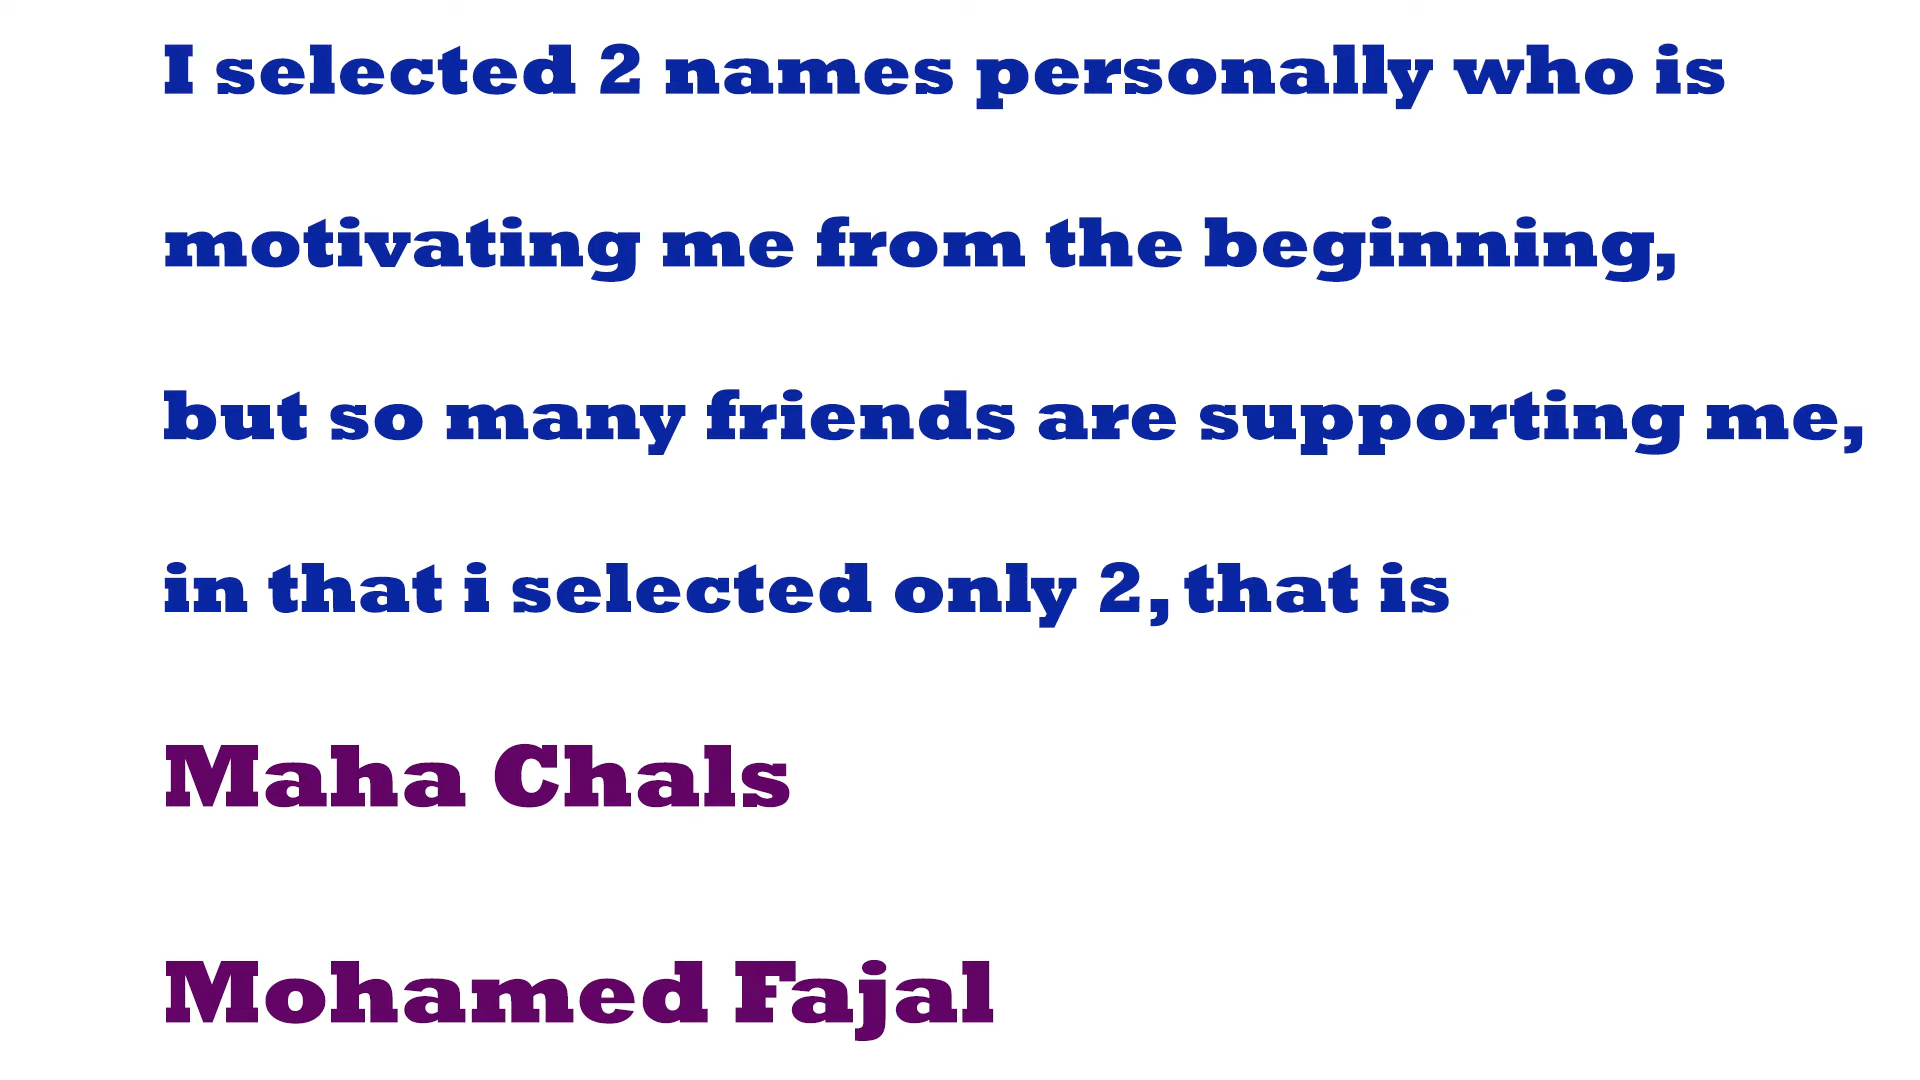 I selected 2 names personally who is
motivating me from the beginning,
but so many friends are supporting me,
in that i selected only 2, that is
Maha Chals
Mohamed Fajal